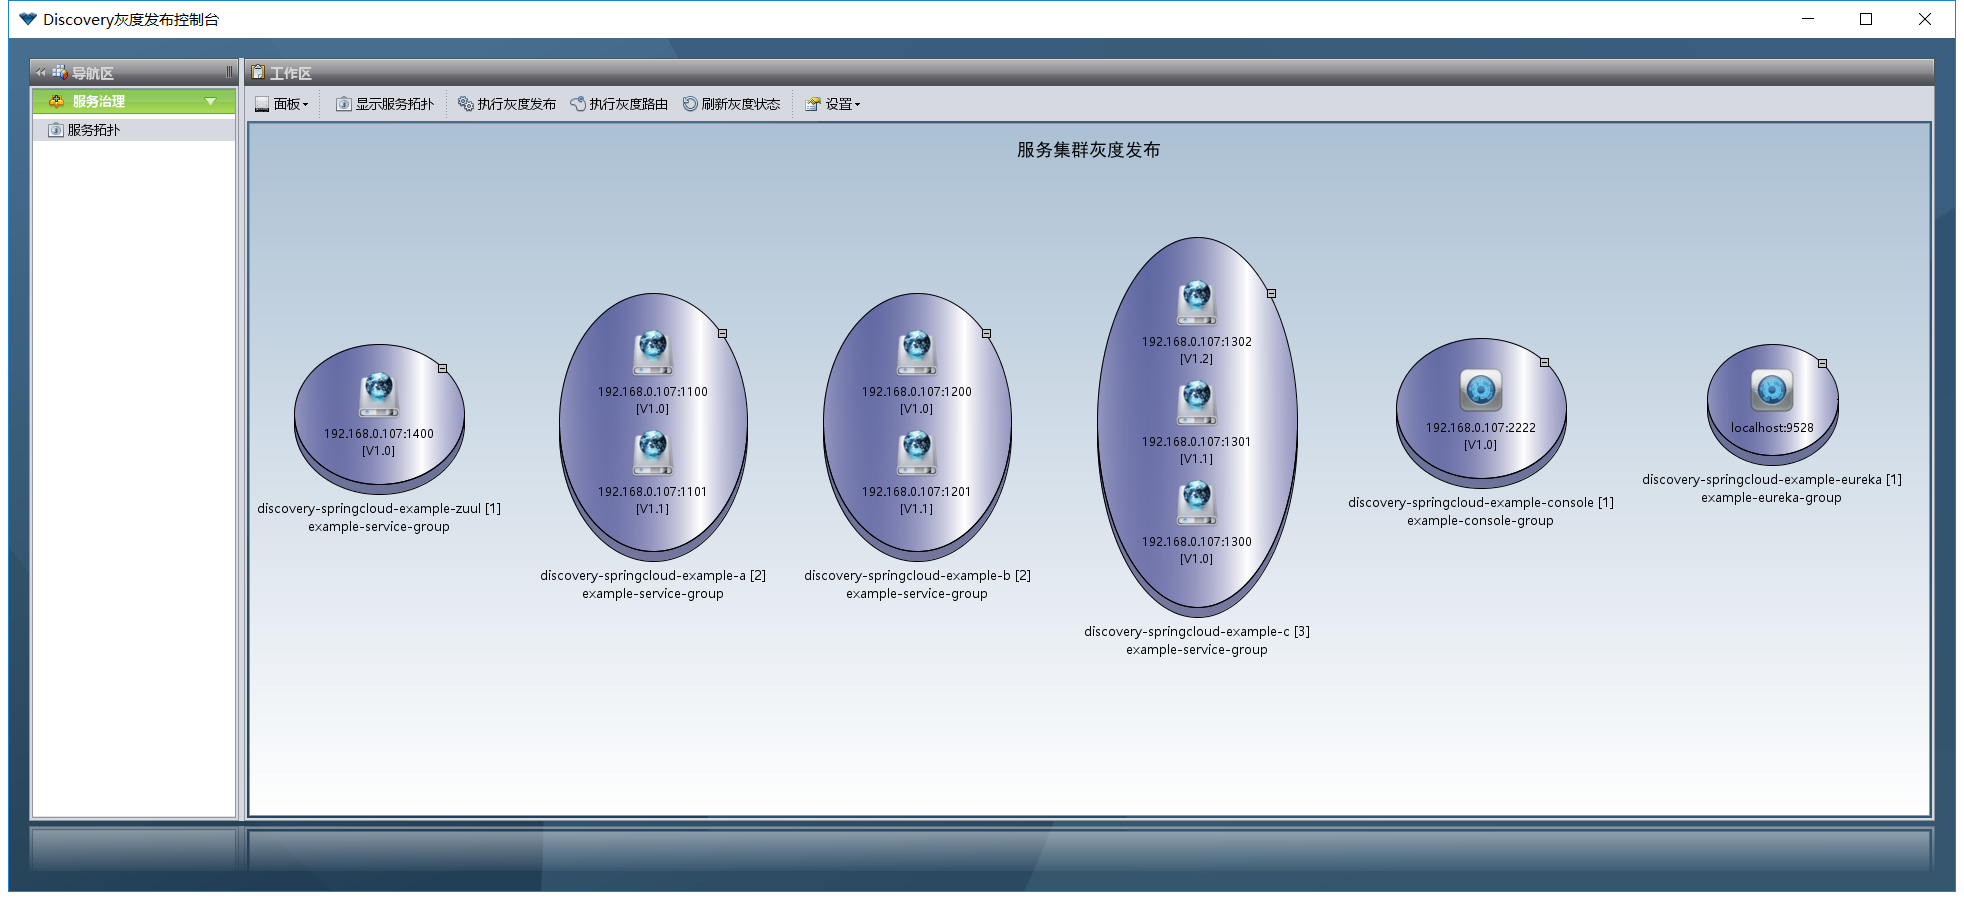 Discovery灰度发布控制台
导航区
工作区
服务治理
服务拓扑
面板
显示服务拓扑
执行灰度发布
执行灰度路由
刷新灰度状态
设置
服务集群灰度发布
192.168.0.107:1400
[V1.0]
discovery-springcloud-example-zuul [1]
example-service-group
192.168.0.107:1100
[V1.0]
192.168.0.107:1101
[V1.1]
discovery-springcloud-example-a [2]
example-service-group
192.168.0.107:1200
[V1.0]
192.168.0.107:1201
[V1.1]
discovery-springcloud-example-b [2]
example-service-group
192.168.0.107:1302
[V1.2]
192.168.0.107:1301
[V1.1]
192.168.0.107:1300
[V1.0]
discovery-springcloud-example-c [3]
example-service-group
192.168.0.107:2222
[V1.0]
discovery-springcloud-example-console [1]
example-console-group
localhost:9528
discovery-springcloud-example-eureka [1]
example-eureka-group